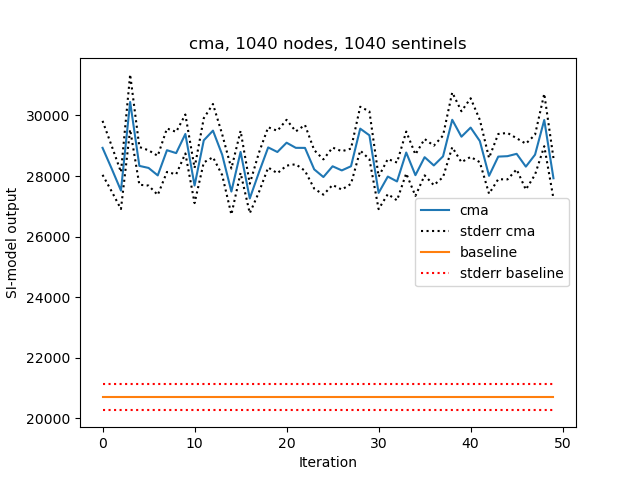 cma, 1040 nodes, 1040 sentinels
SI-model output
30000
28000
26000
24000
22000
20000
cma
stderr cma
baseline
stderr baseline
0 10 20 30 40 50
Iteration